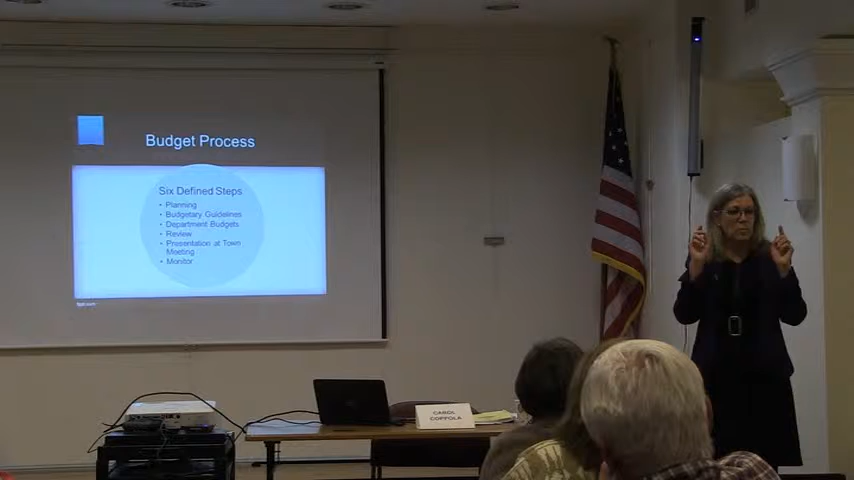 Budget Process
Six Defined Steps
• Planning
• Budgetary Guidelines
• Department Budgets
• Review
• Presentation at Town
Meeting
• Monitor
CAROL
COPPOLA